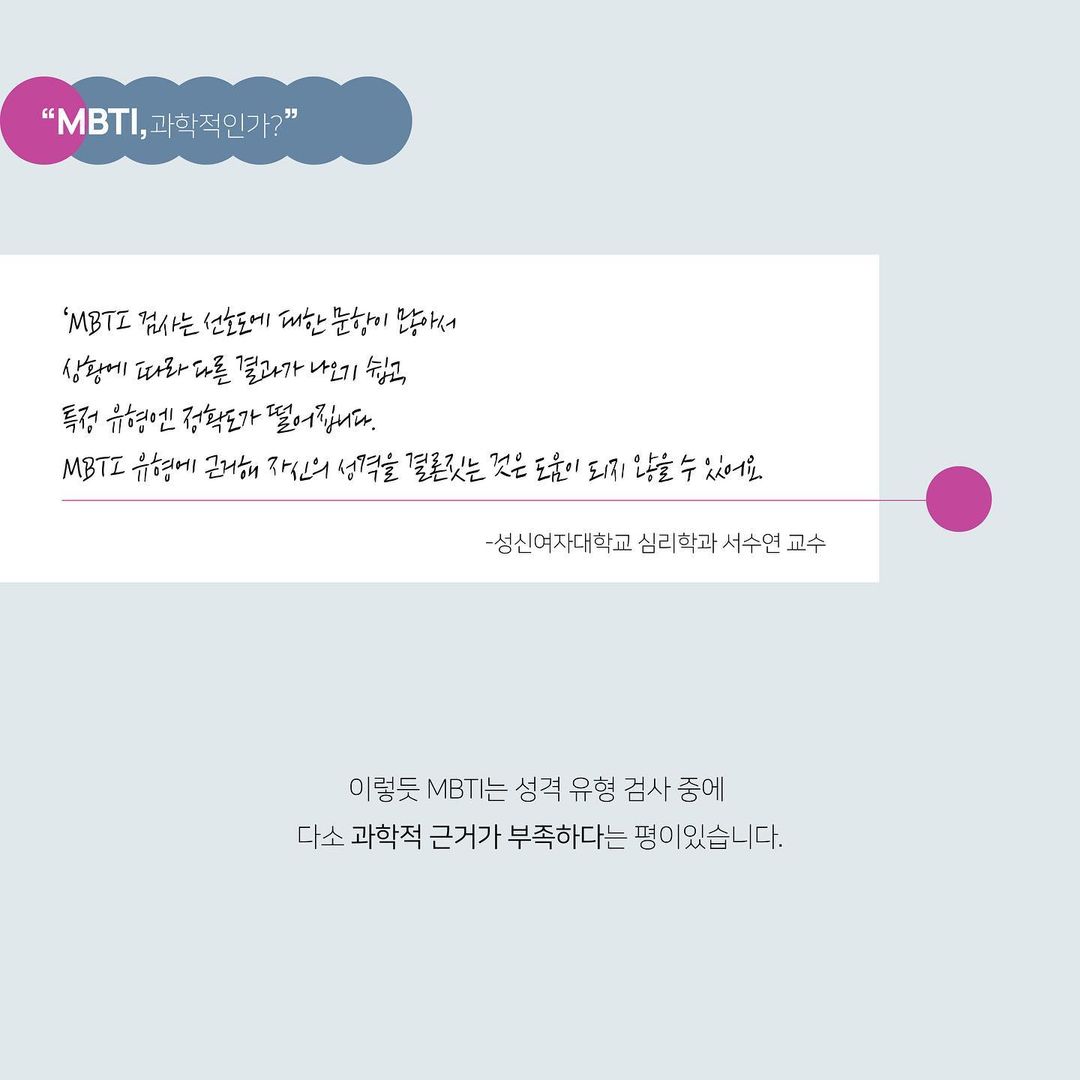 “MBTI,과학적인가?”
‘MBTI 검사는 선호도에 대한 문항이 많아서
상황에 따라 다른 결과가 나오기 쉽고,
특정 유형엔 정확도가 떨어집니다.
MBTI 유형에 근거해 자신의 성격을 결론짓는 것은 도움이 되지 않을 수 있어요.
-성신여자대학교 심리학과 서수연 교수
이렇듯 MBTI는 성격 유형 검사 중에
다소 과학적 근거가 부족하다는 평이있습니다.